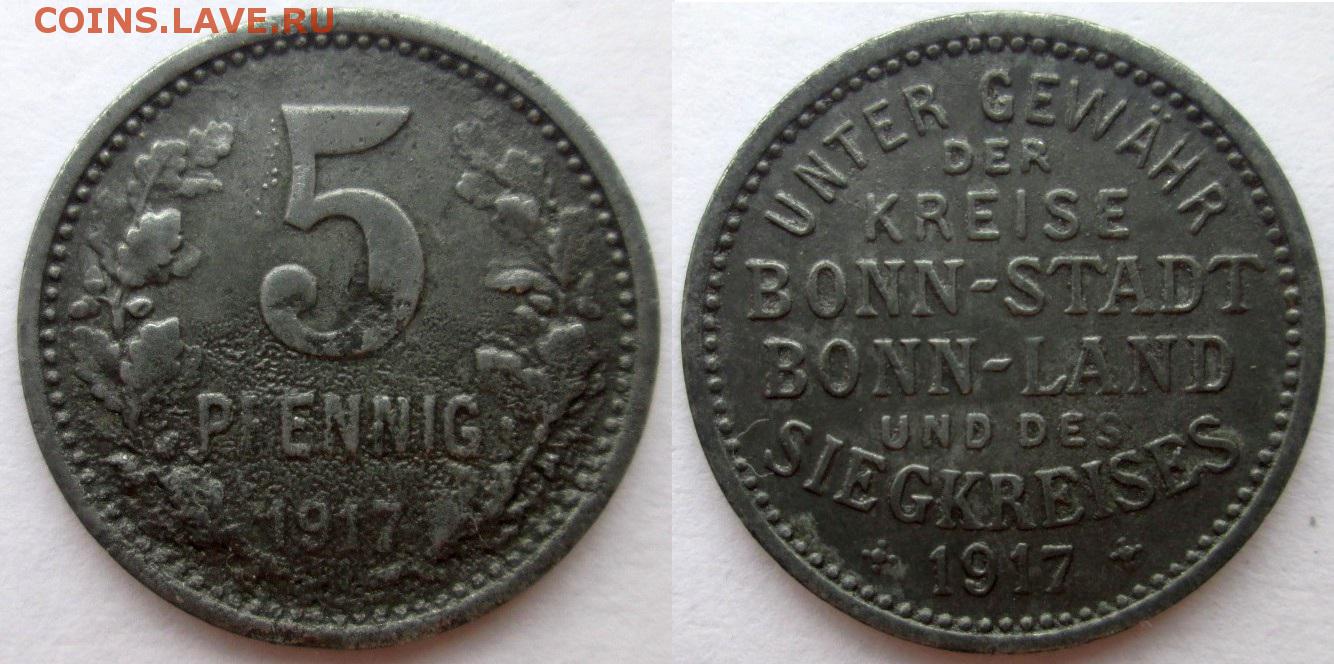 COINS.LAVE.RU
5
PFENNIG
1917
UNTER GEWÄHR
DER
KREISE
BONN-STADT
BONN-LAND
UND DES
SIEGKREISES
1917